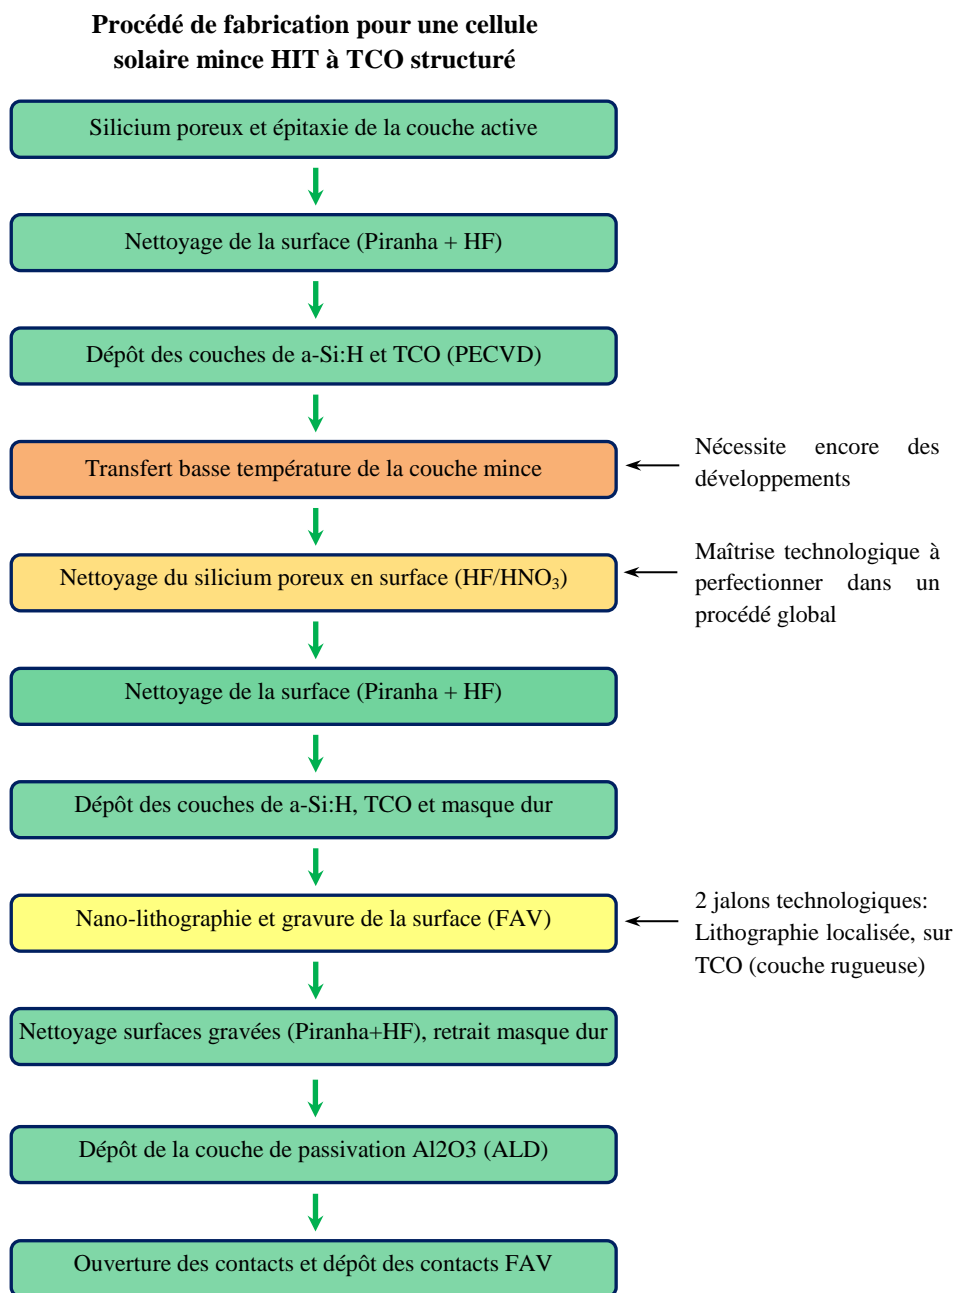 Procédé de fabrication pour une cellule
solaire mince HIT à TCO structuré
Silicium poreux et épitaxie de la couche active
Nettoyage de la surface (Piranha + HF)
Dépôt des couches de a-Si:H et TCO (PECVD)
Transfert basse température de la couche mince
Nécessite encore des
développements
Nettoyage du silicium poreux en surface (HF/HNO₃)
Maîtrise technologique à
perfectionner dans un
procédé global
Nettoyage de la surface (Piranha + HF)
Dépôt des couches de a-Si:H, TCO et masque dur
Nano-lithographie et gravure de la surface (FAV)
2 jalons technologiques:
Lithographie localisée, sur
TCO (couche rugueuse)
Nettoyage surfaces gravées (Piranha+HF), retrait masque dur
Dépôt de la couche de passivation Al2O3 (ALD)
Ouverture des contacts et dépôt des contacts FAV